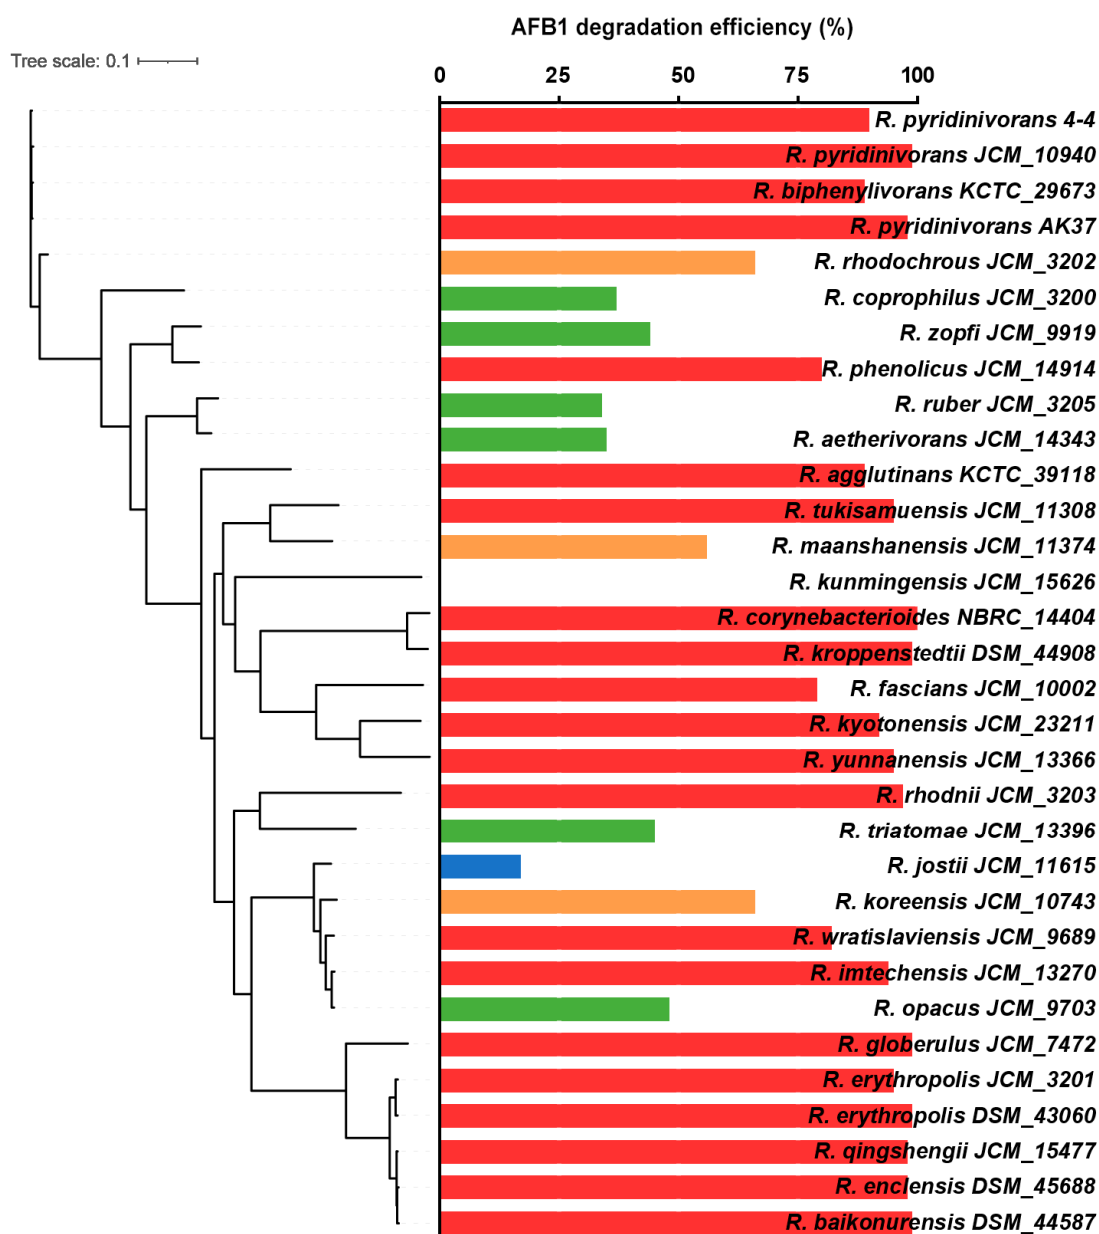 AFB1 degradation efficiency (%)
Tree scale: 0.1
0 25 50 75 100
R. pyridinivorans 4-4
R. pyridinivorans JCM_10940
R. biphenylivorans KCTC_29673
R. pyridinivorans AK37
R. rhodochrous JCM_3202
R. coprophilus JCM_3200
R. zopfi JCM_9919
R. phenolicus JCM_14914
R. ruber JCM_3205
R. aetherivorans JCM_14343
R. agglutinans KCTC_39118
R. tukisamuensis JCM_11308
R. maanshanensis JCM_11374
R. kunmingensis JCM_15626
R. corynebacterioides NBRC_14404
R. kroppenstedtii DSM_44908
R. fascians JCM_10002
R. kyotonensis JCM_23211
R. yunnanensis JCM_13366
R. rhodnii JCM_3203
R. triatomae JCM_13396
R. jostii JCM_11615
R. koreensis JCM_10743
R. wratislaviensis JCM_9689
R. imtechensis JCM_13270
R. opacus JCM_9703
R. globerulus JCM_7472
R. erythropolis JCM_3201
R. erythropolis DSM_43060
R. qingshengii JCM_15477
R. enclensis DSM_45688
R. baikonurensis DSM_44587